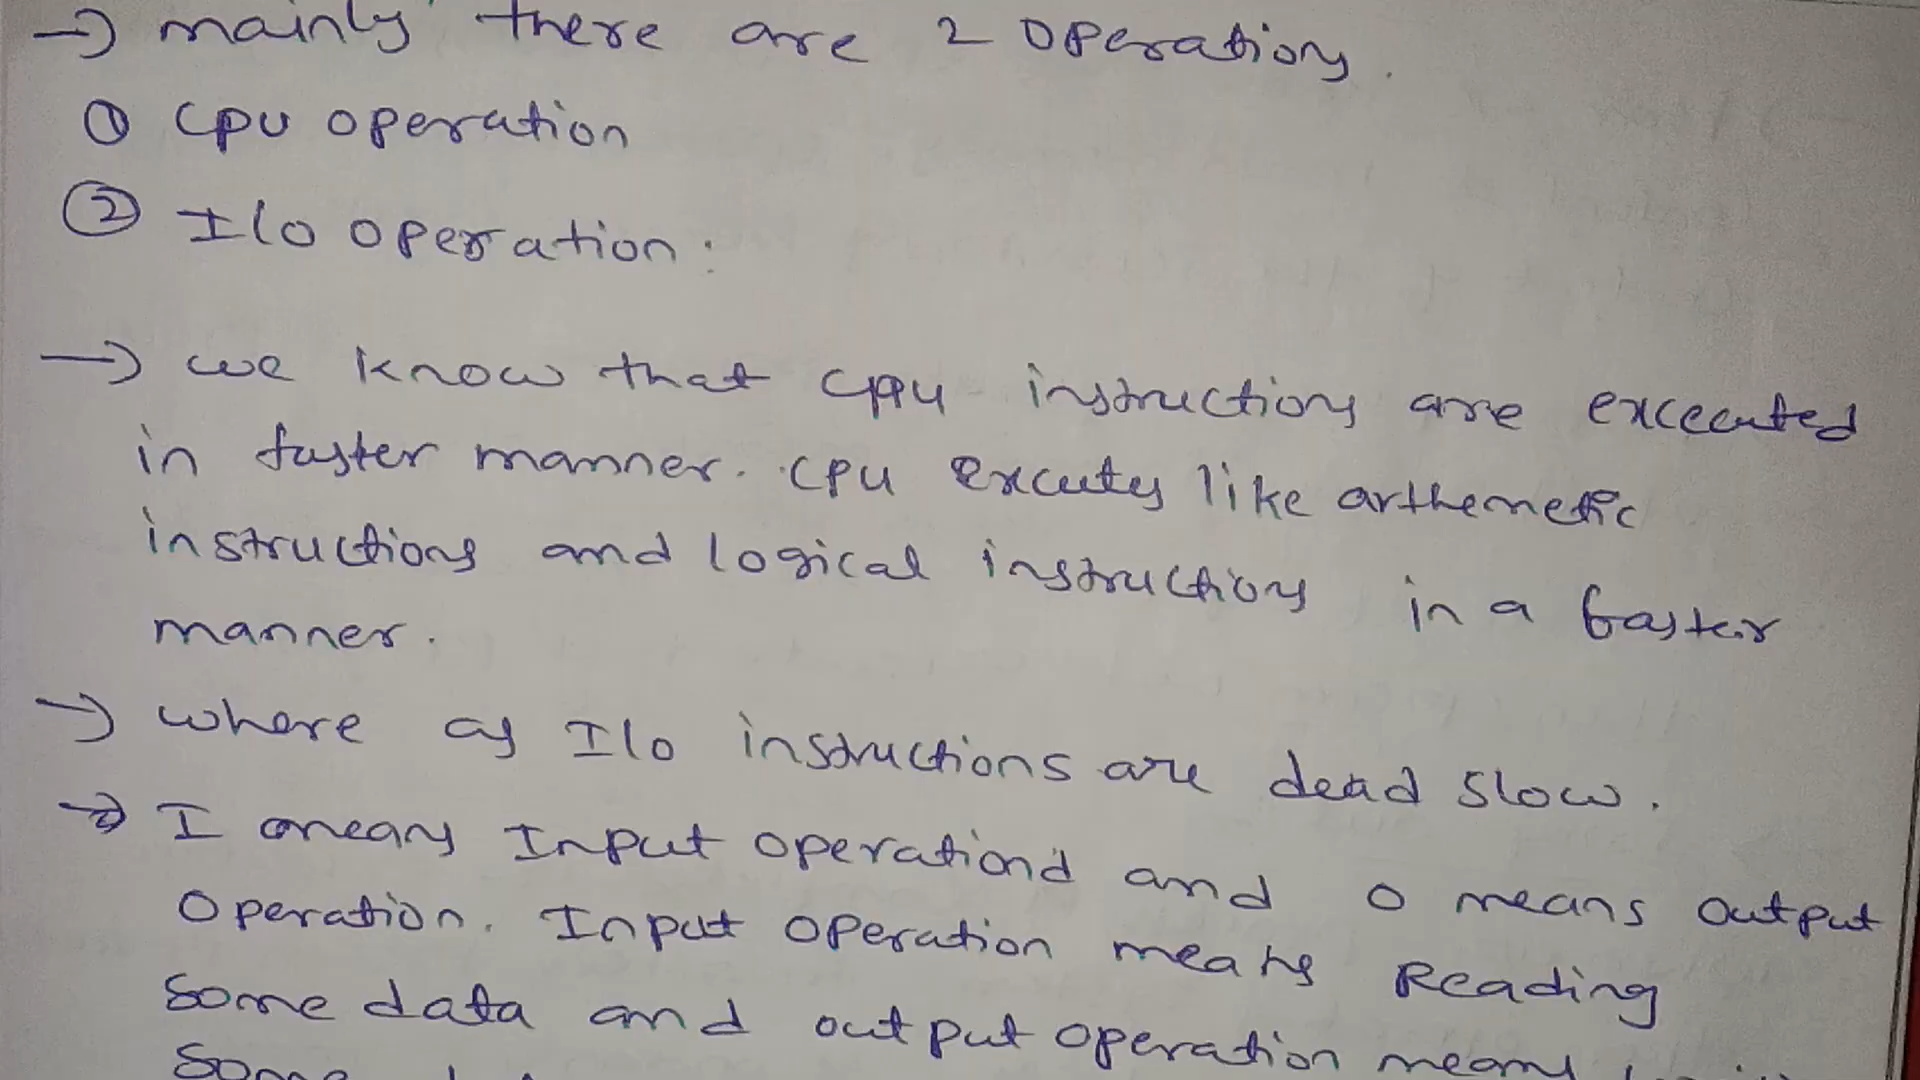 → mainly there are 2 operations.
① cpu operation
② I/o operation.
→ we know that cpu instructions are excecuted
in faster manner. CPU excutes like arthemetic
instructions and logical instructions in a faster
manner.
→ where as I/o instructions are dead slow.
→ I means Input operationd and o means output
operation. Input operation means Reading
some data and output operation means
some